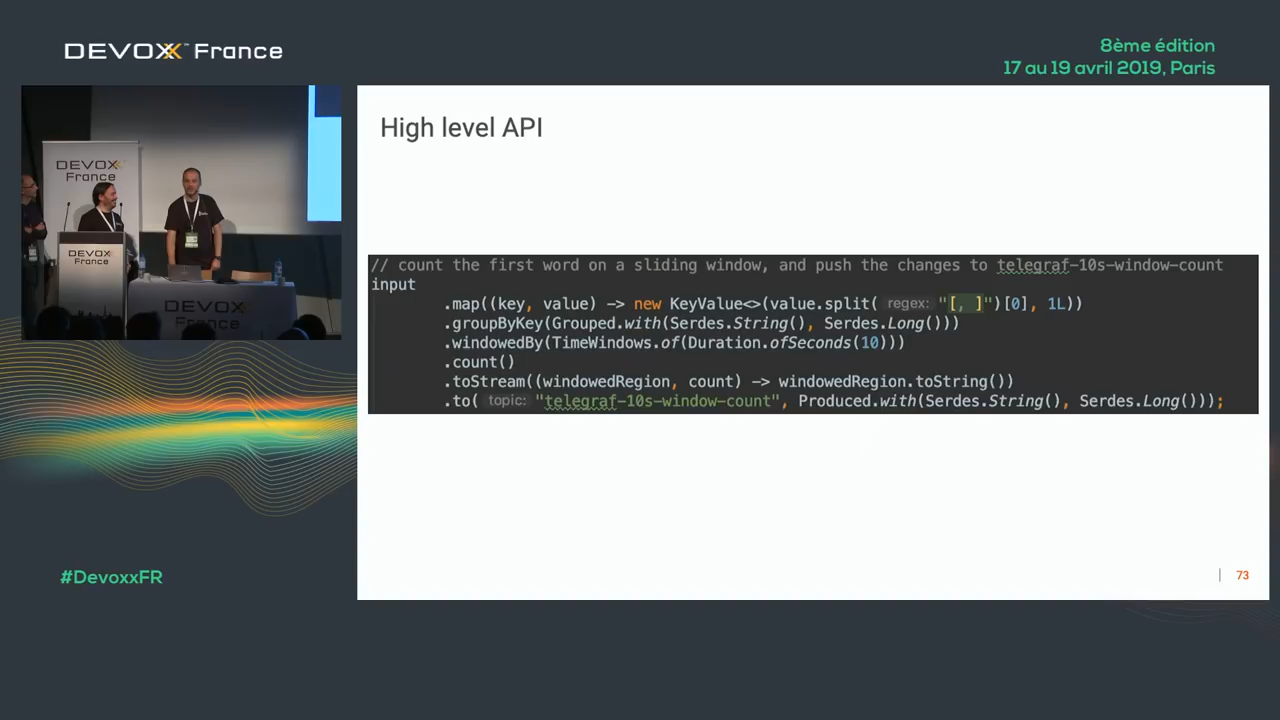 DEVOXX™ France
8ème édition
17 au 19 avril 2019, Paris
DEVOXX
France
DEVOXX
France
DEVOXX
France
High level API
// count the first word on a sliding window, and push the changes to telegraf-10s-window-count
input
.map((key, value) -> new KeyValue<>(value.split( regex: "[, ]")[0], 1L))
.groupByKey(Grouped.with(Serdes.String(), Serdes.Long()))
.windowedBy(TimeWindows.of(Duration.ofSeconds(10)))
.count()
.toStream((windowedRegion, count) -> windowedRegion.toString())
.to( topic: "telegraf-10s-window-count", Produced.with(Serdes.String(), Serdes.Long()));
#DevoxxFR
73